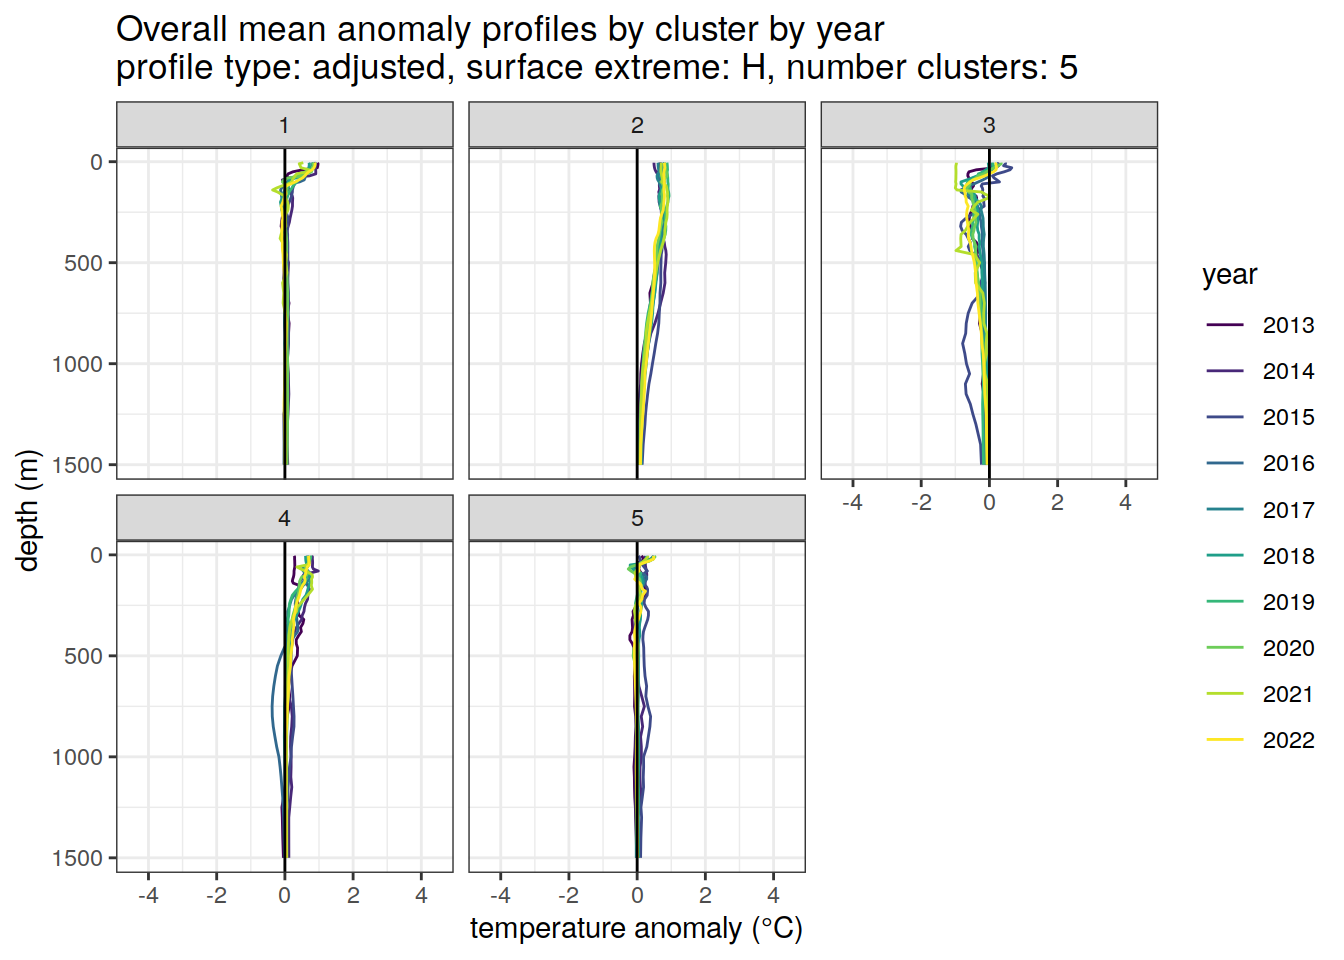 Overall mean anomaly profiles by cluster by year
profile type: adjusted, surface extreme: H, number clusters: 5
1
2
3
0
500
1000
1500
-4 -2 0 2 4
4
5
0
500
1000
1500
-4 -2 0 2 4
-4 -2 0 2 4
depth (m)
temperature anomaly (°C)
year
2013
2014
2015
2016
2017
2018
2019
2020
2021
2022